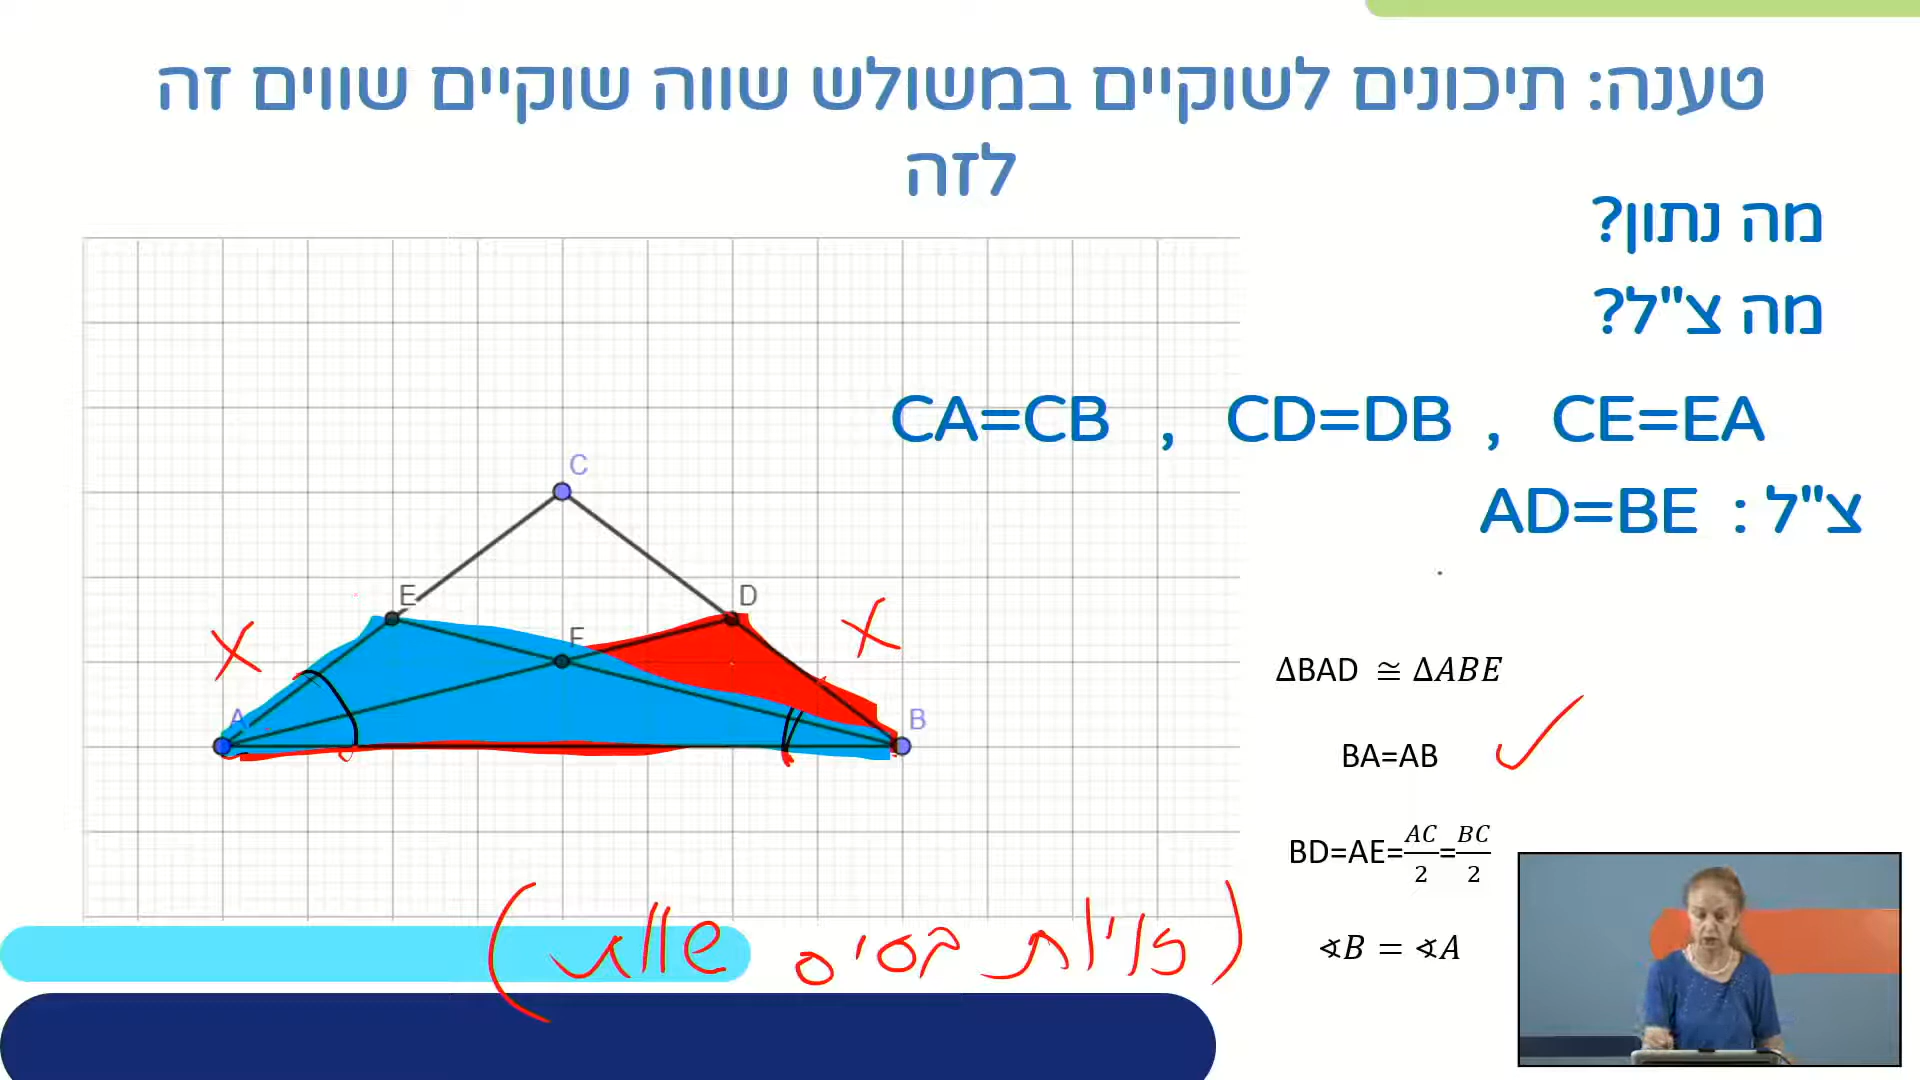 טענה: תיכונים לשוקיים במשולש שווה שוקיים שווים זה
לזה
מה נתון?
מה צ"ל?
CA=CB , CD=DB , CE=EA
צ"ל : AD=BE
C
E
D
F
A
B
X
X
ΔBAD ≅ ΔABE
BA=AB
BD=AE=AC/2=BC/2
∢B = ∢A
(זוויות בסיס שוות)